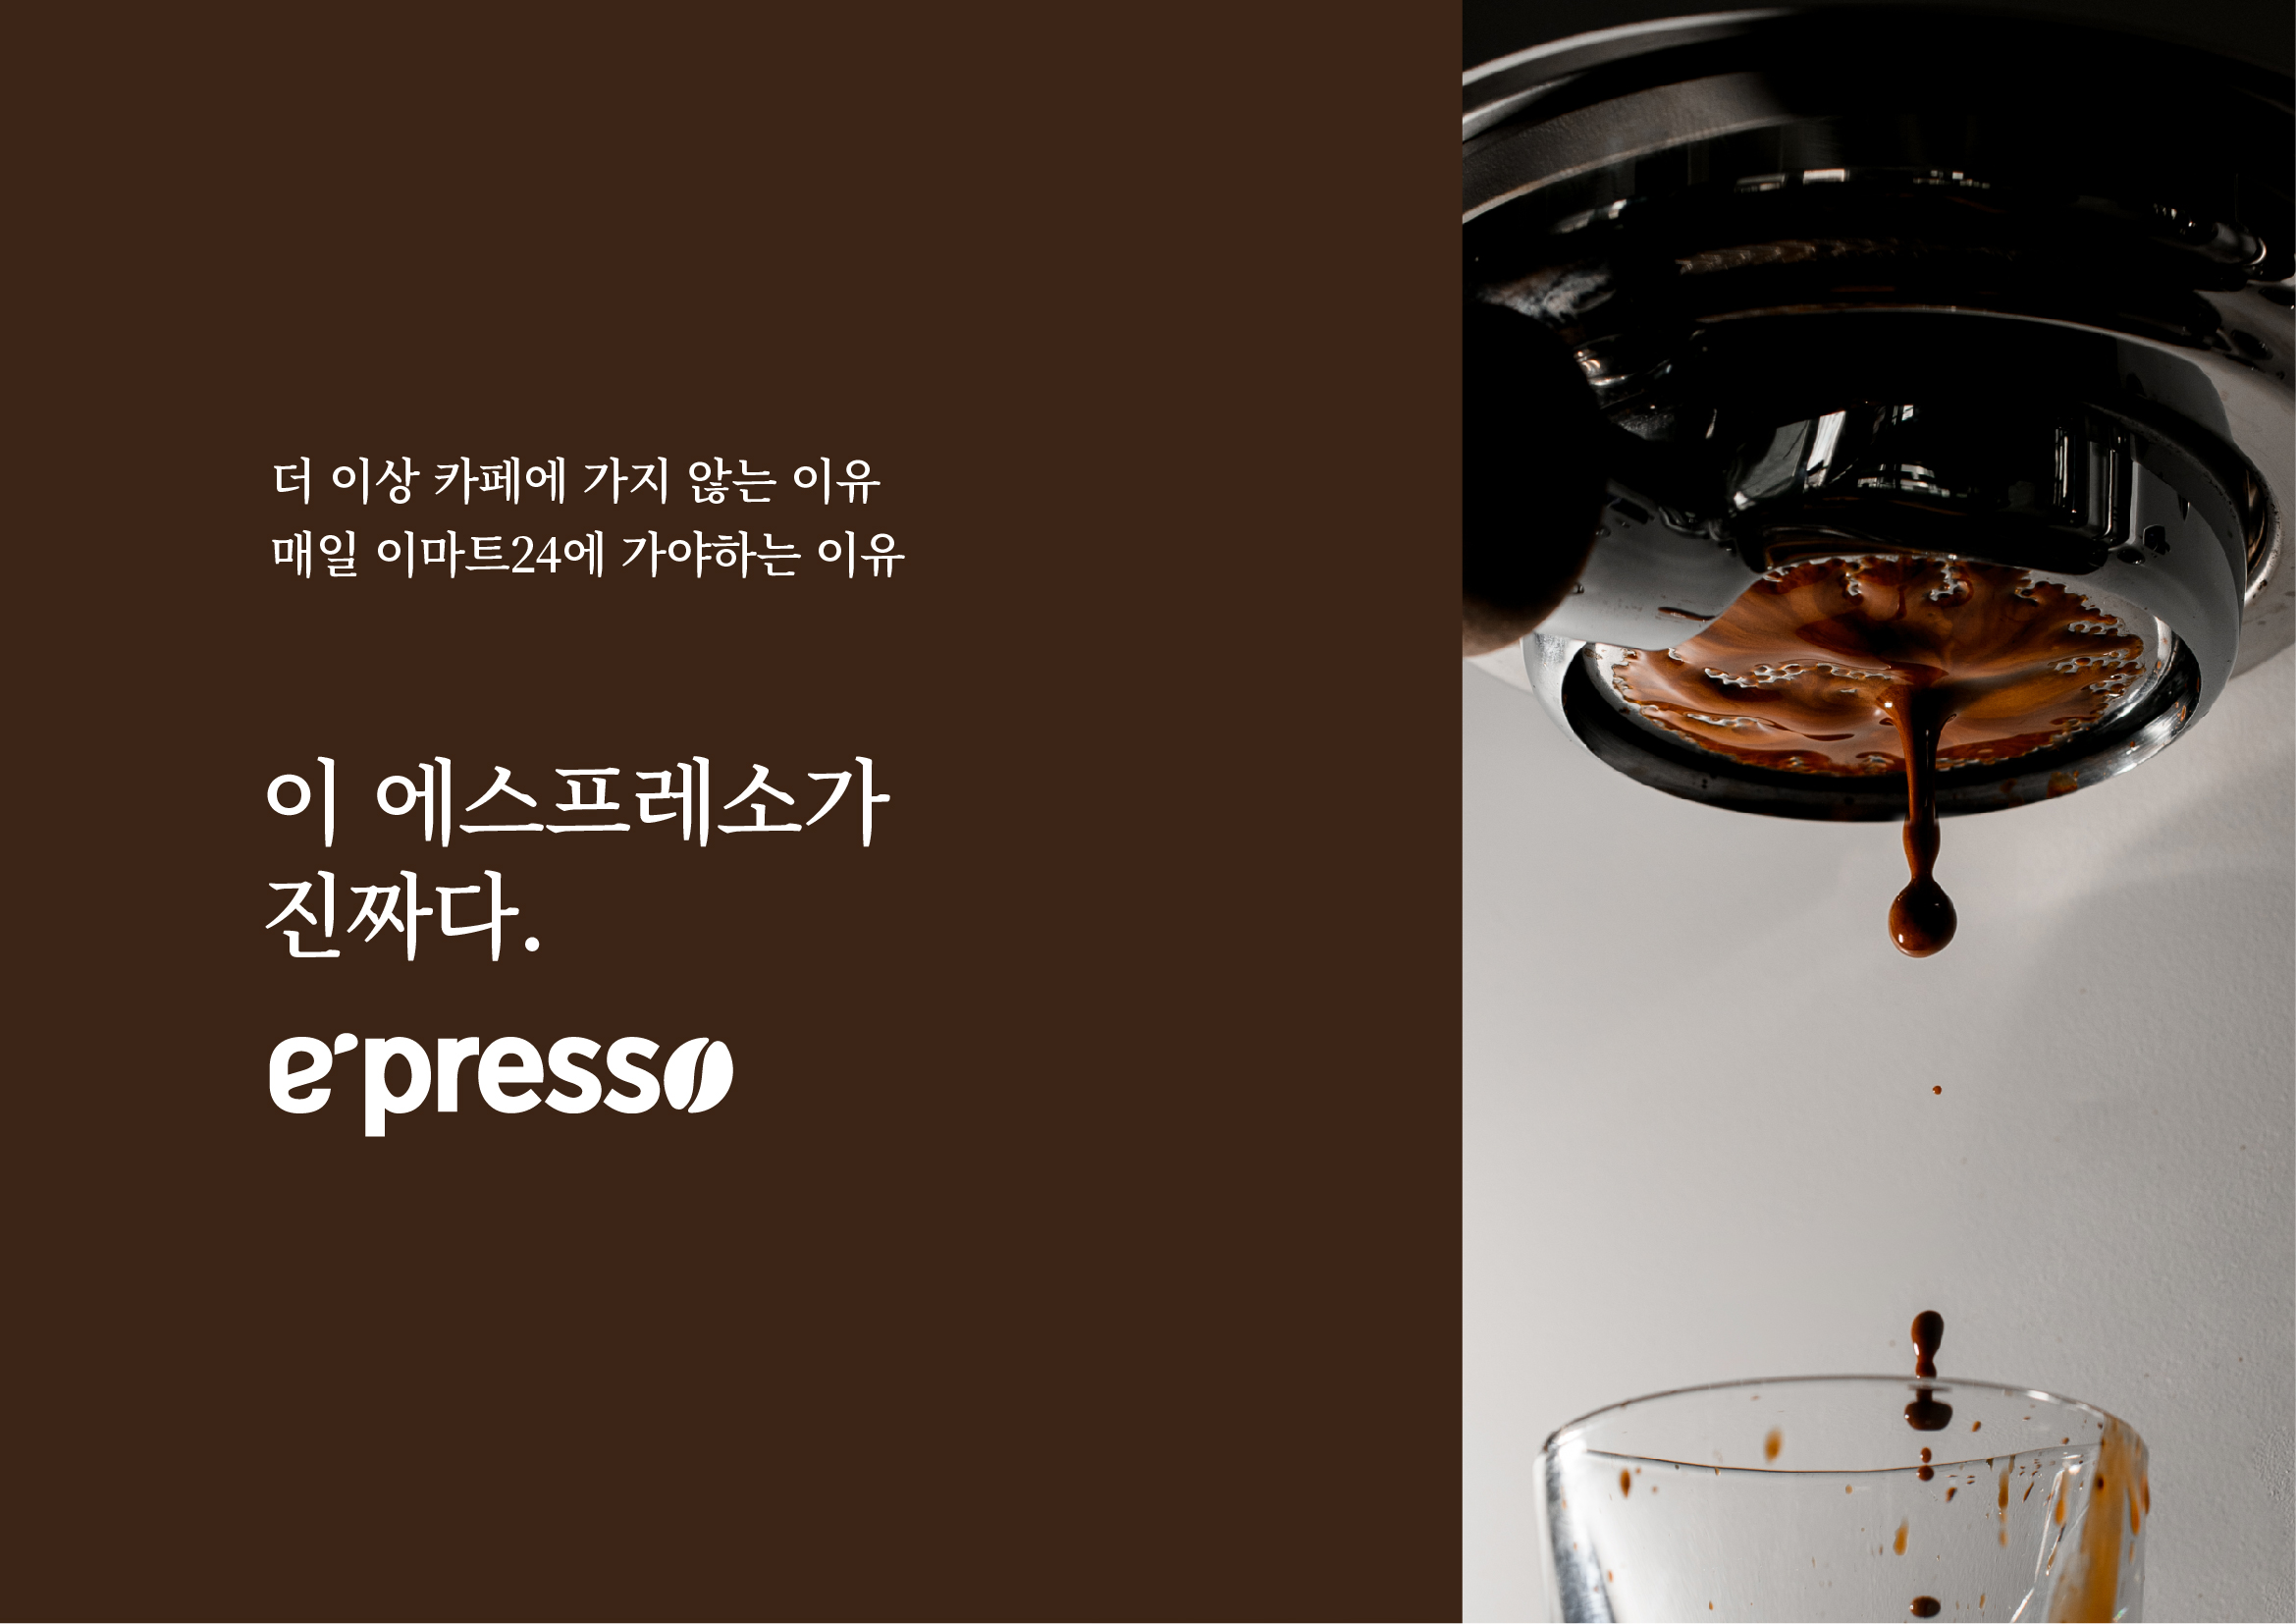 더 이상 카페에 가지 않는 이유
매일 이마트24에 가야하는 이유
이 에스프레소가
진짜다.
e'presso